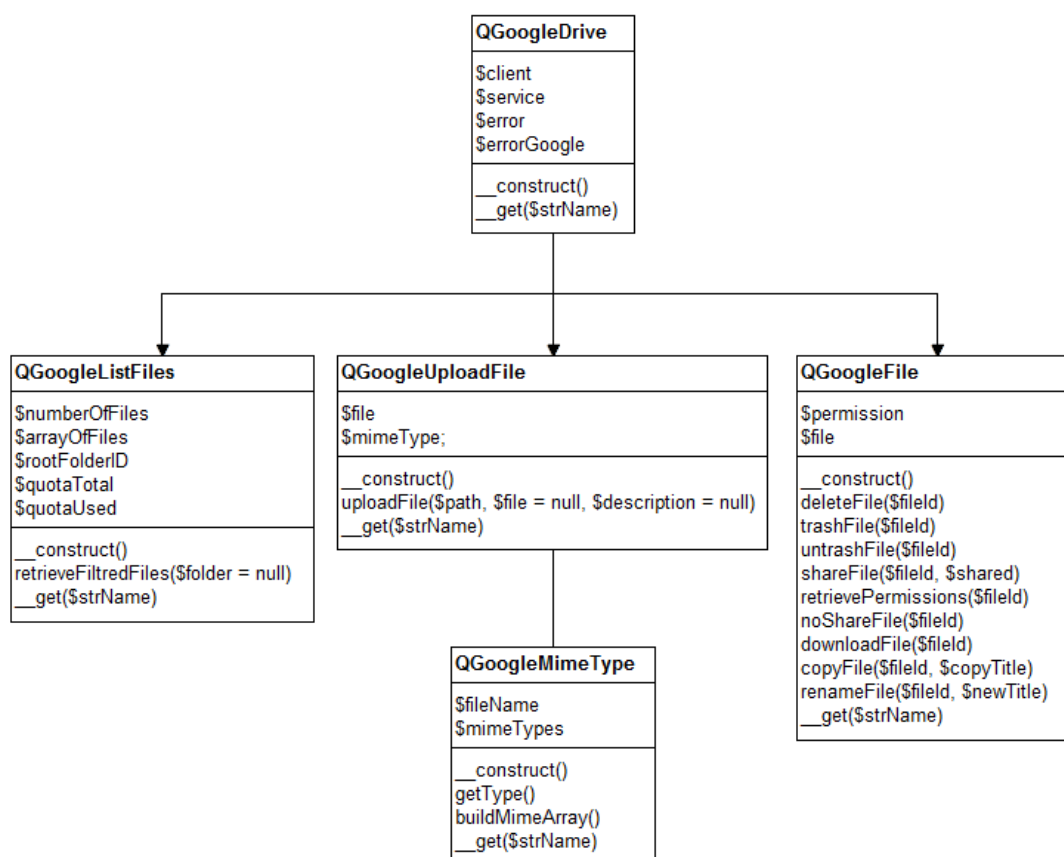 QGoogleDrive
$client
$service
$error
$errorGoogle
__construct()
__get($strName)
QGoogleListFiles
$numberOfFiles
$arrayOfFiles
$rootFolderID
$quotaTotal
$quotaUsed
__construct()
retrieveFiltredFiles($folder = null)
__get($strName)
QGoogleUploadFile
$file
$mimeType;
__construct()
uploadFile($path, $file = null, $description = null)
__get($strName)
QGoogleFile
$permission
$file
__construct()
deleteFile($fileId)
trashFile($fileId)
untrashFile($fileId)
shareFile($fileId, $shared)
retrievePermissions($fileId)
noShareFile($fileId)
downloadFile($fileId)
copyFile($fileId, $copyTitle)
renameFile($fileId, $newTitle)
__get($strName)
QGoogleMimeType
$fileName
$mimeTypes
__construct()
getType()
buildMimeArray()
__get($strName)